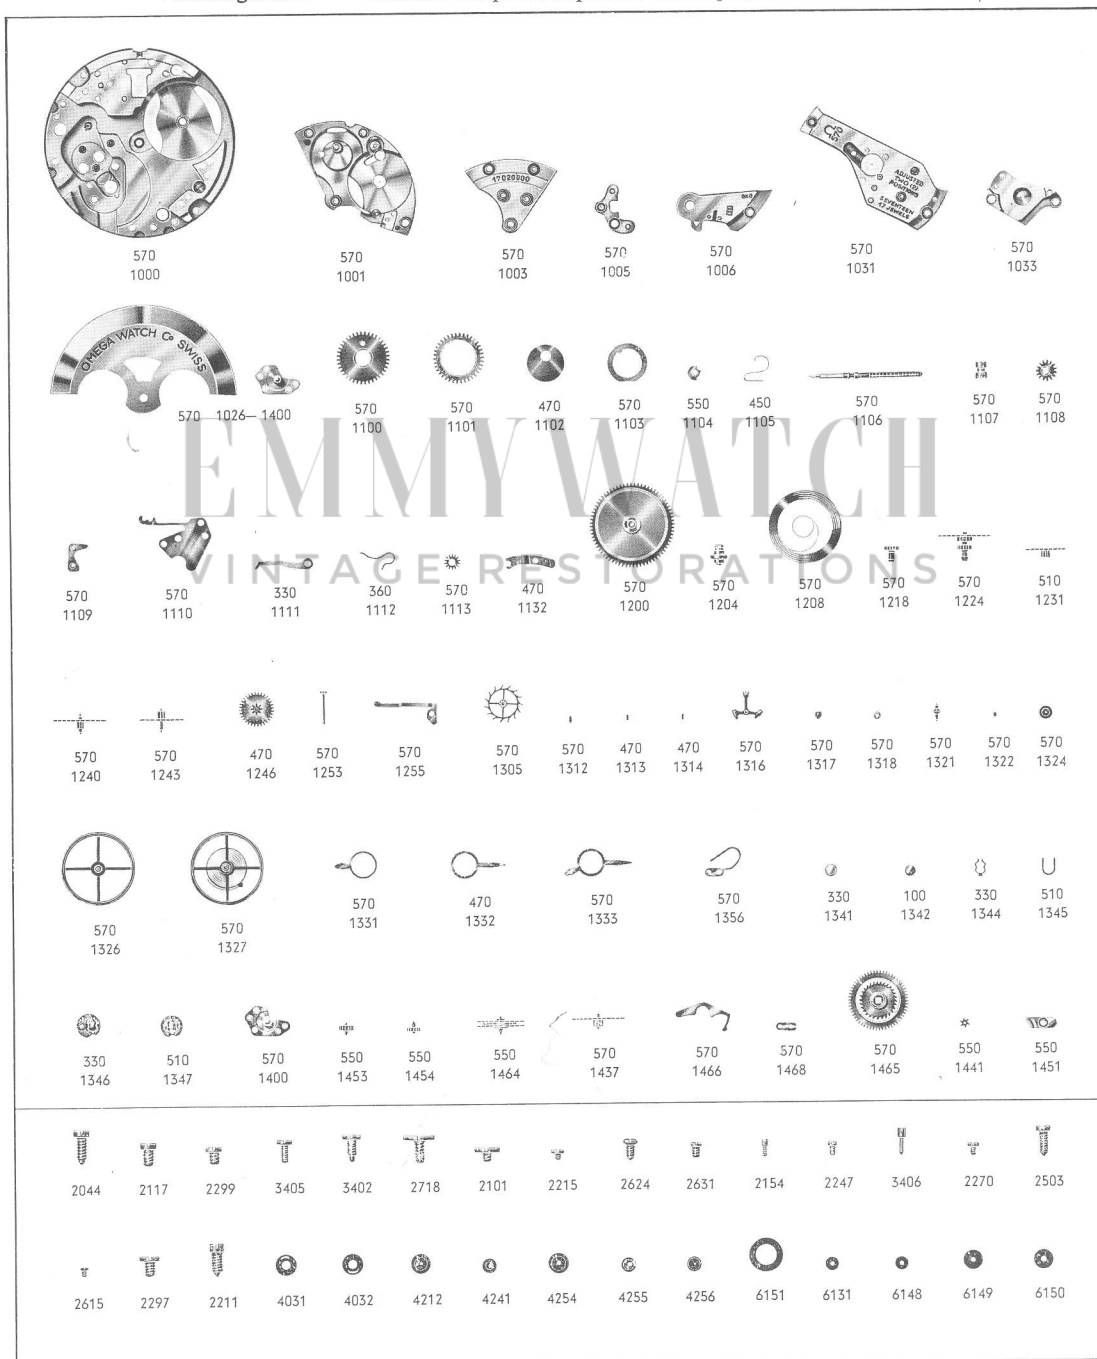 17020000
Ω
570
ADJUSTED
TWO (2)
POSITIONS
SEVENTEEN
17 JEWELS
570 570 570 570 570 570 570
1000 1001 1003 1005 1006 1031 1033
OMEGA WATCH Co SWISS
570 1026–1400
570 570 470 570 550 450 570 570 570
1100 1101 1102 1103 1104 1105 1106 1107 1108
EMMYWATCH
VINTAGE RESTORATIONS
570 570 330 360 570 470 570 570 570 570 570 510
1109 1110 1111 1112 1113 1132 1200 1204 1208 1218 1224 1231
570 570 470 570 570 570 570 470 470 570 570 570 570 570 570
1240 1243 1246 1253 1255 1305 1312 1313 1314 1316 1317 1318 1321 1322 1324
570 570 570 470 570 570 330 100 330 510
1326 1327 1331 1332 1333 1356 1341 1342 1344 1345
330 510 570 550 550 550 570 570 570 570 550 550
1346 1347 1400 1453 1454 1464 1437 1466 1468 1465 1441 1451
2044 2117 2299 3405 3402 2718 2101 2215 2624 2631 2154 2247 3406 2270 2503
2615 2297 2211 4031 4032 4212 4241 4254 4255 4256 6151 6131 6148 6149 6150